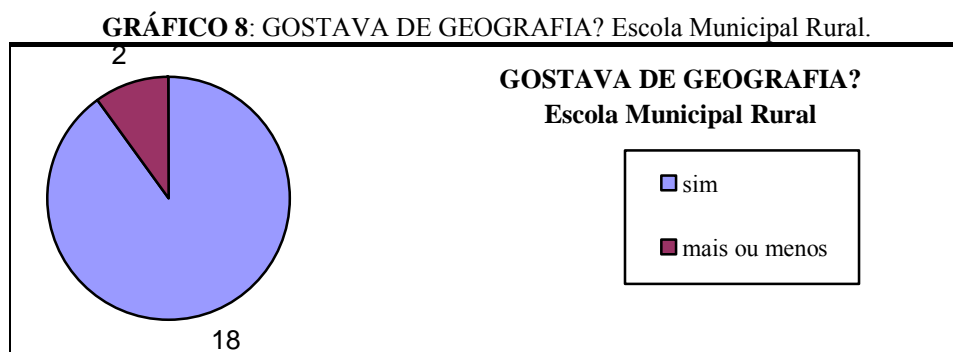 GRÁFICO 8: GOSTAVA DE GEOGRAFIA? Escola Municipal Rural.
2
GOSTAVA DE GEOGRAFIA?
Escola Municipal Rural
sim
mais ou menos
18